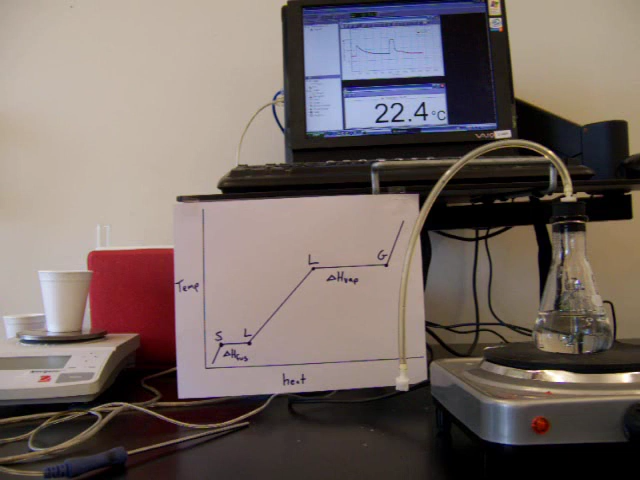 22.4 °C
VAIO
Temp
L
G
ΔHvap
S
L
ΔHfus
heat